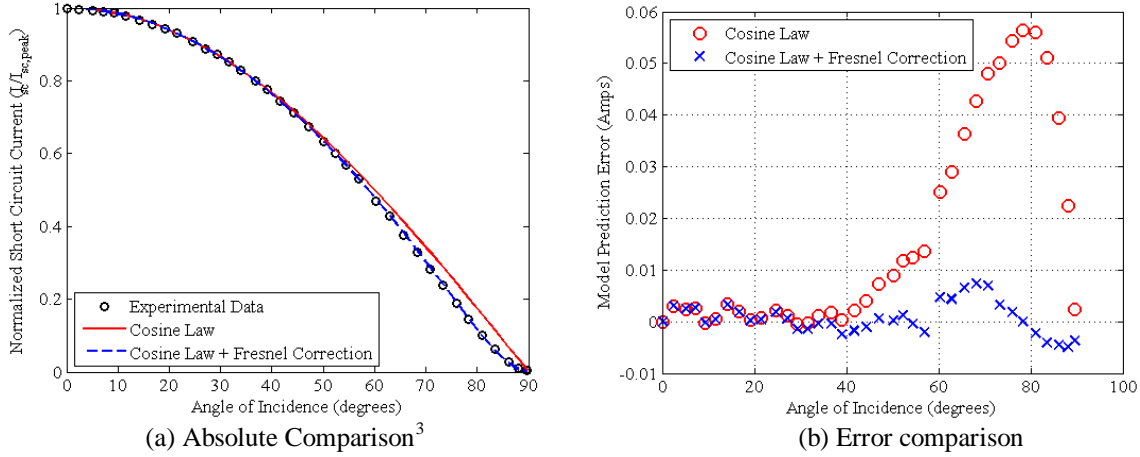 Normalized Short Circuit Current (I_sc/I_sc,peak)
1
0.8
0.6
0.4
0.2
0
Experimental Data
Cosine Law
Cosine Law + Fresnel Correction
0 10 20 30 40 50 60 70 80 90
Angle of Incidence (degrees)
(a) Absolute Comparison³
Model Prediction Error (Amps)
0.06
0.05
0.04
0.03
0.02
0.01
0
-0.01
Cosine Law
Cosine Law + Fresnel Correction
0 20 40 60 80 100
Angle of Incidence (degrees)
(b) Error comparison